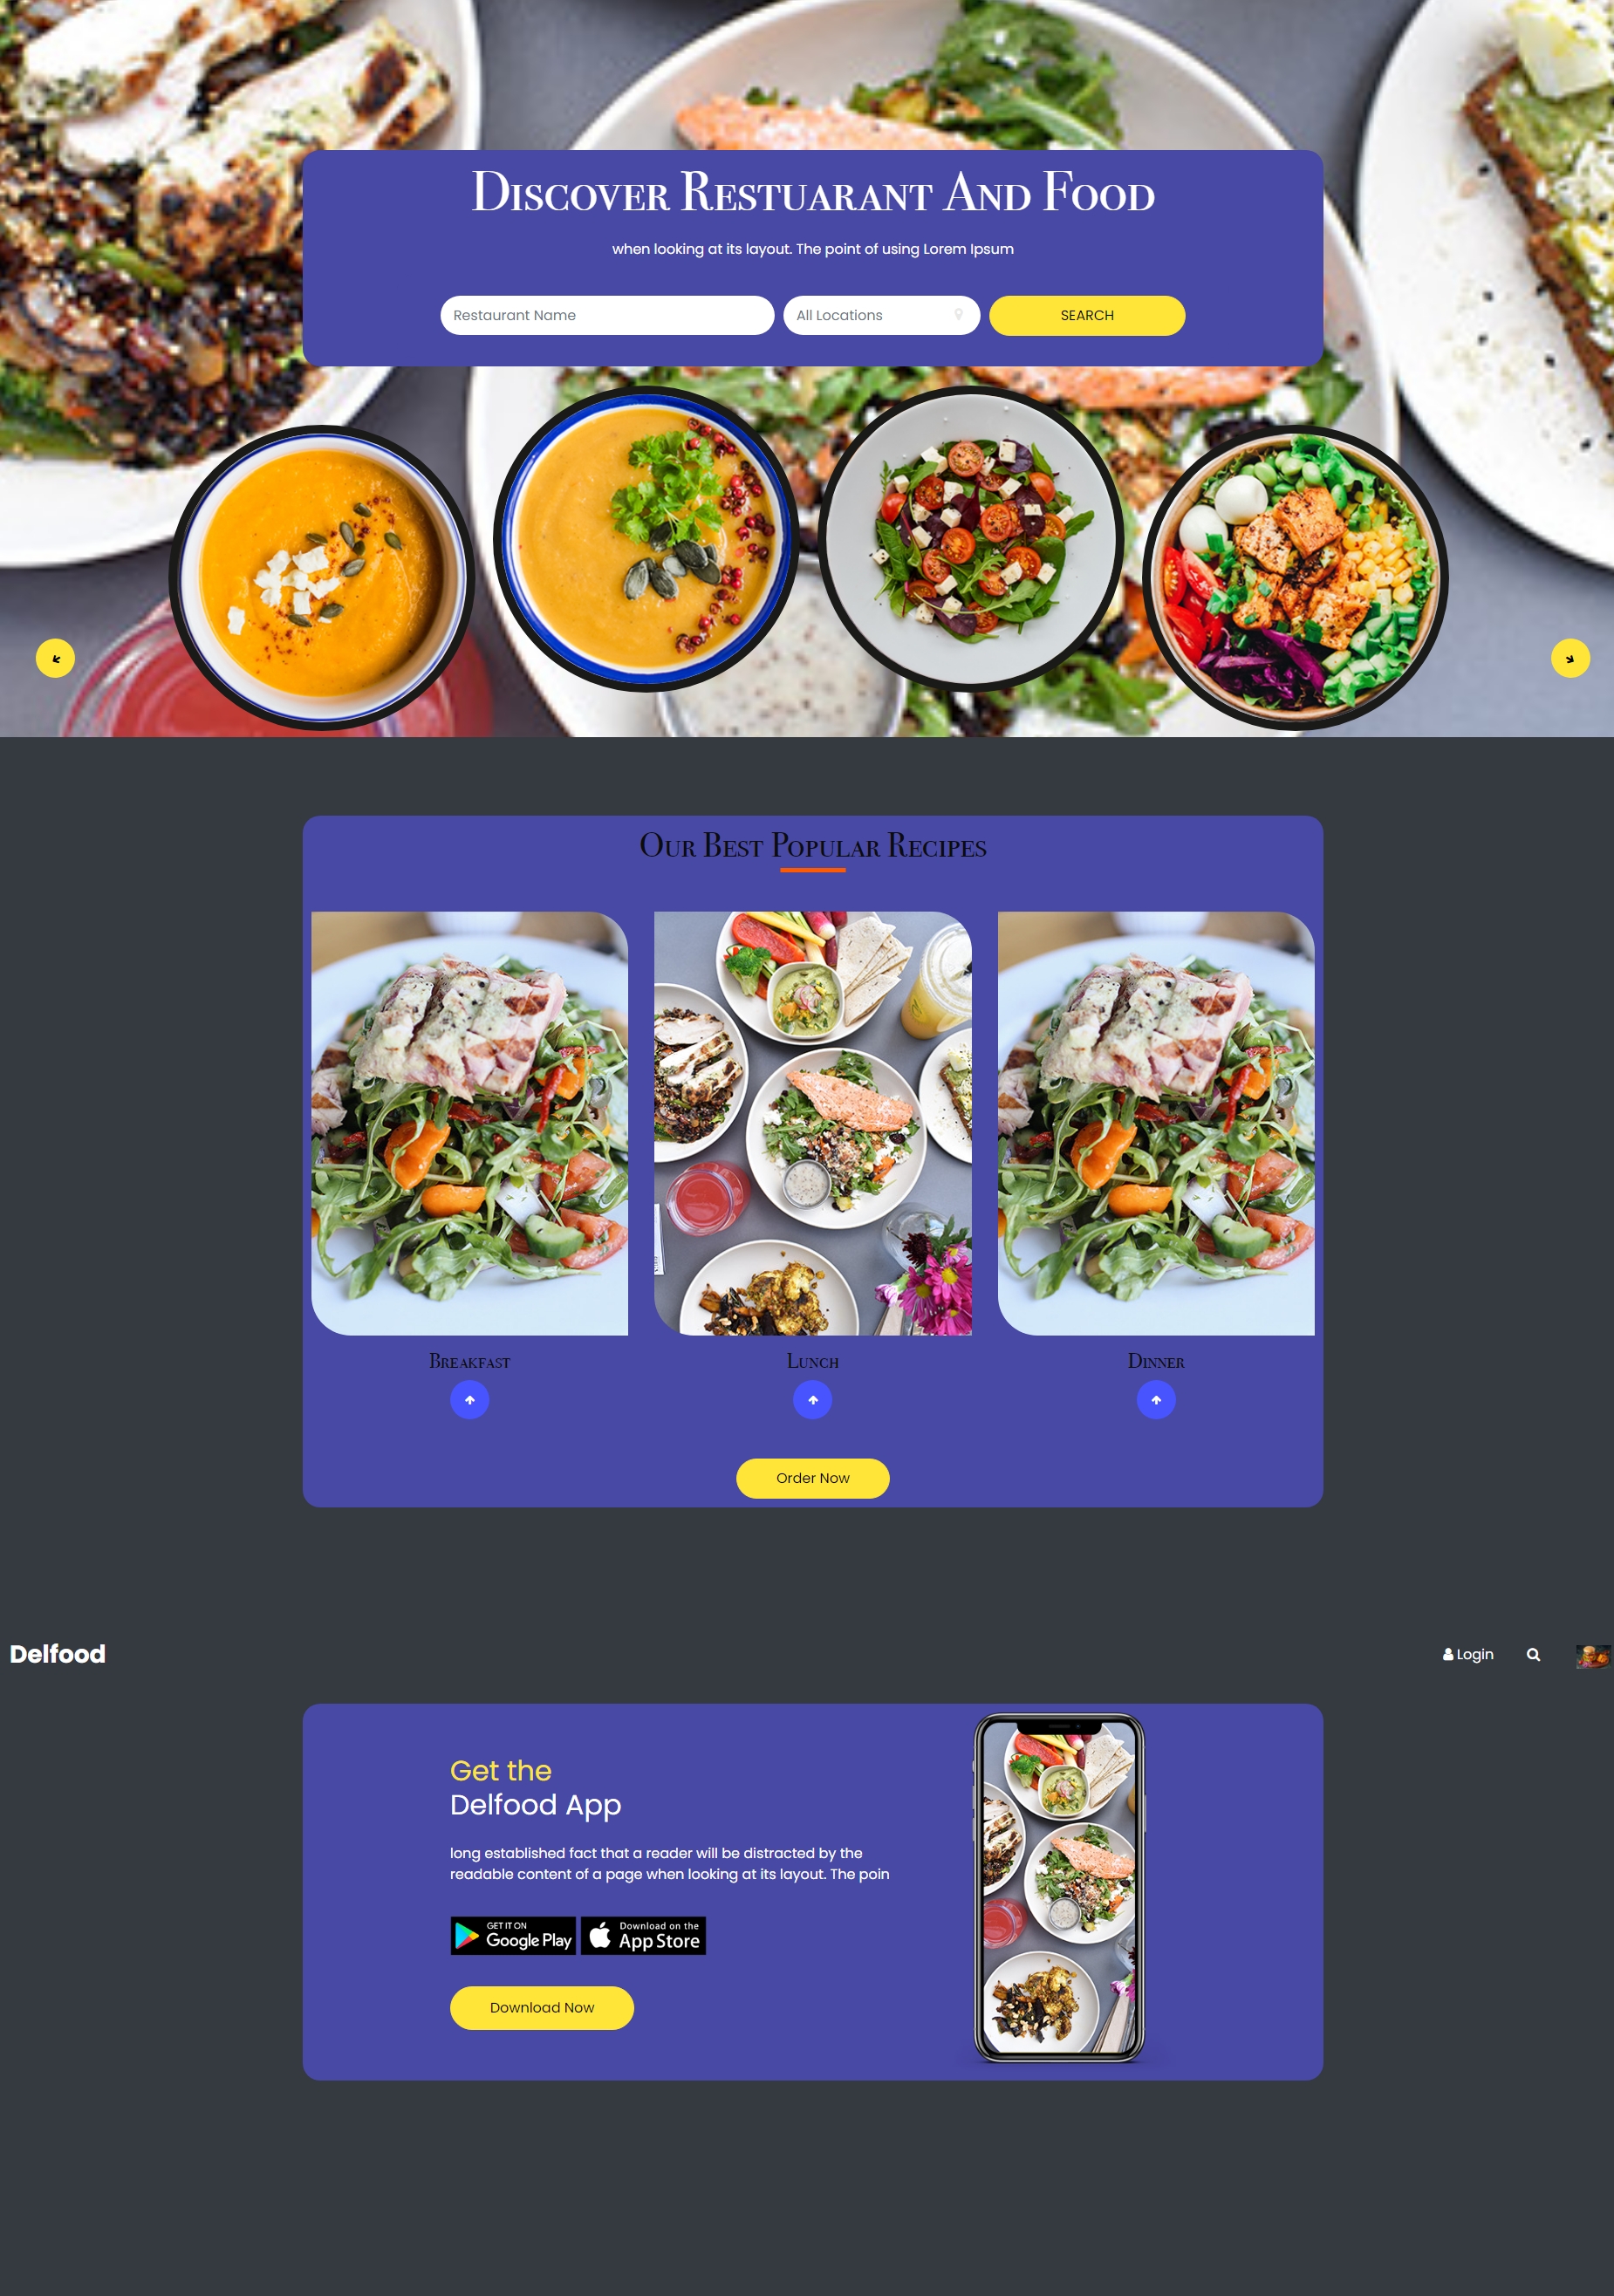 Discover Restuarant And Food
when looking at its layout. The point of using Lorem Ipsum
Restaurant Name
All Locations
SEARCH
Our Best Popular Recipes
Breakfast
Lunch
Dinner
Order Now
Delfood
Login
Get the
Delfood App
long established fact that a reader will be distracted by the
readable content of a page when looking at its layout. The poin
GET IT ON
Google Play
Download on the
App Store
Download Now